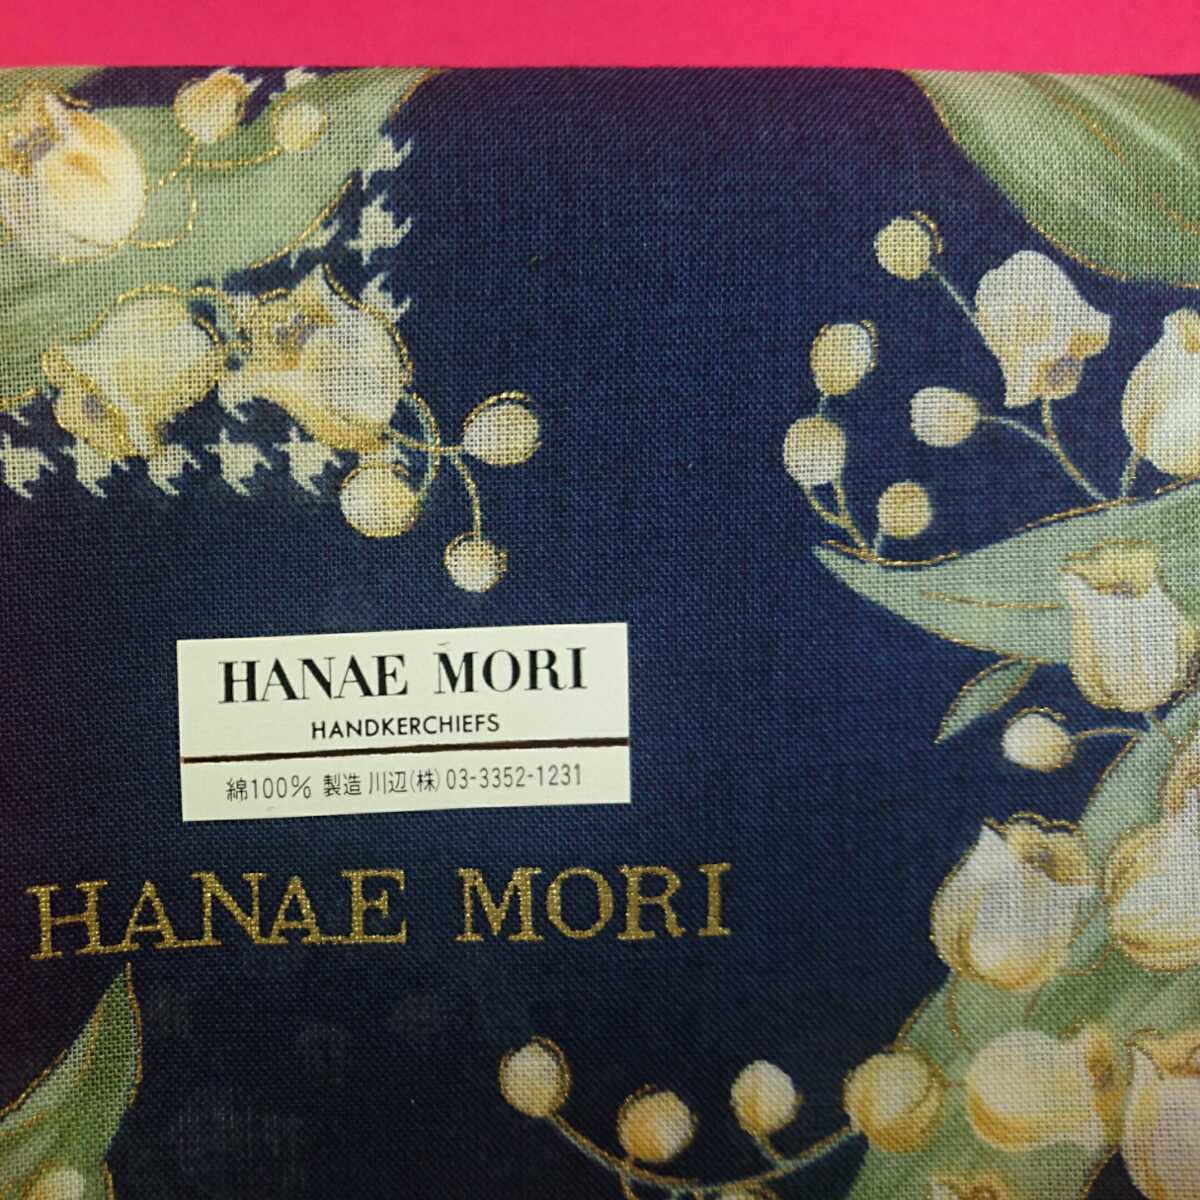 HANAE MORI
HANDKERCHIEFS
綿100% 製造 川辺(株) 03-3352-1231
HANAE MORI